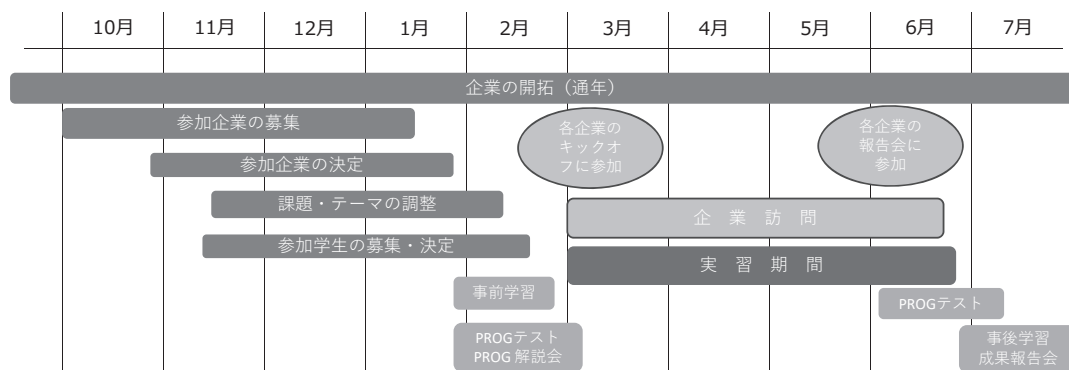 10月 11月 12月 1月 2月 3月 4月 5月 6月 7月
企業の開拓（通年）
参加企業の募集
各企業の
キックオ
フに参加
各企業の
報告会に
参加
参加企業の決定
課題・テーマの調整
企 業 訪 問
参加学生の募集・決定
実 習 期 間
事前学習
PROGテスト
PROGテスト
PROG 解説会
事後学習
成果報告会